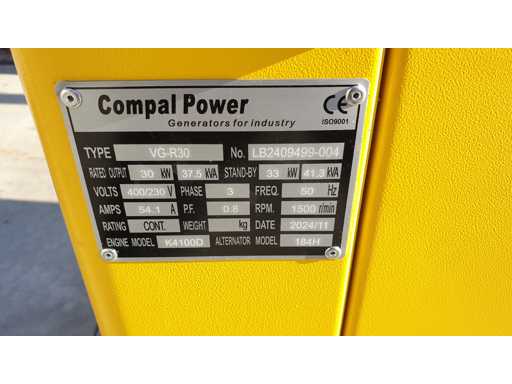 Compal Power
Generators for industry
CE
ISO9001
TYPE VG-R30 No. LB2409499-004
RATED OUTPUT 30 kW 37.5 kVA STAND-BY 33 kW 41.3 kVA
VOLTS 400/230 V PHASE 3 FREQ. 50 Hz
AMPS 54.1 A P.F. 0.8 RPM. 1500 r/min
RATING CONT. WEIGHT kg DATE 2024/11
ENGINE MODEL K4100D ALTERNATOR MODEL 184H